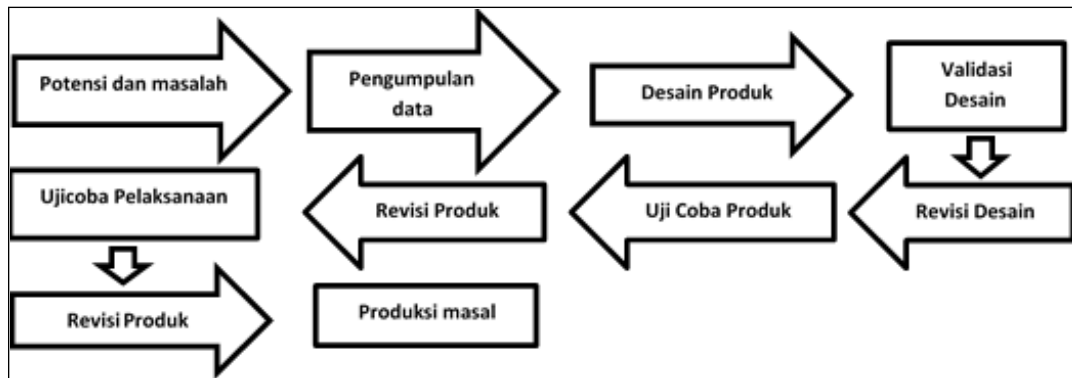 Potensi dan masalah
Pengumpulan
data
Desain Produk
Validasi
Desain
Revisi Desain
Uji Coba Produk
Revisi Produk
Ujicoba Pelaksanaan
Revisi Produk
Produksi masal